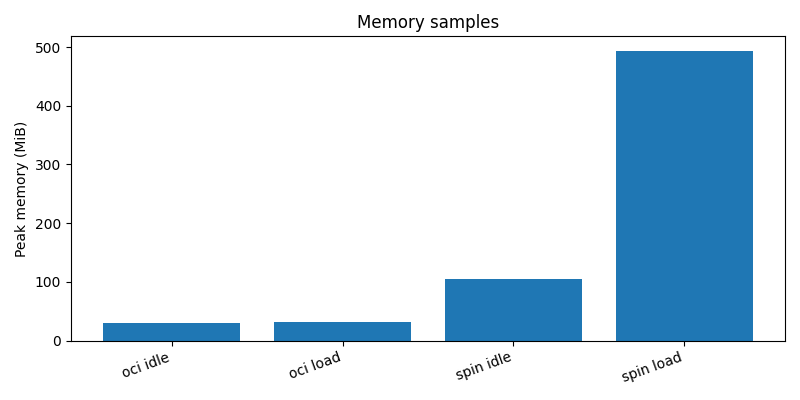 Memory samples
Peak memory (MiB)
500
400
300
200
100
0
oci idle
oci load
spin idle
spin load